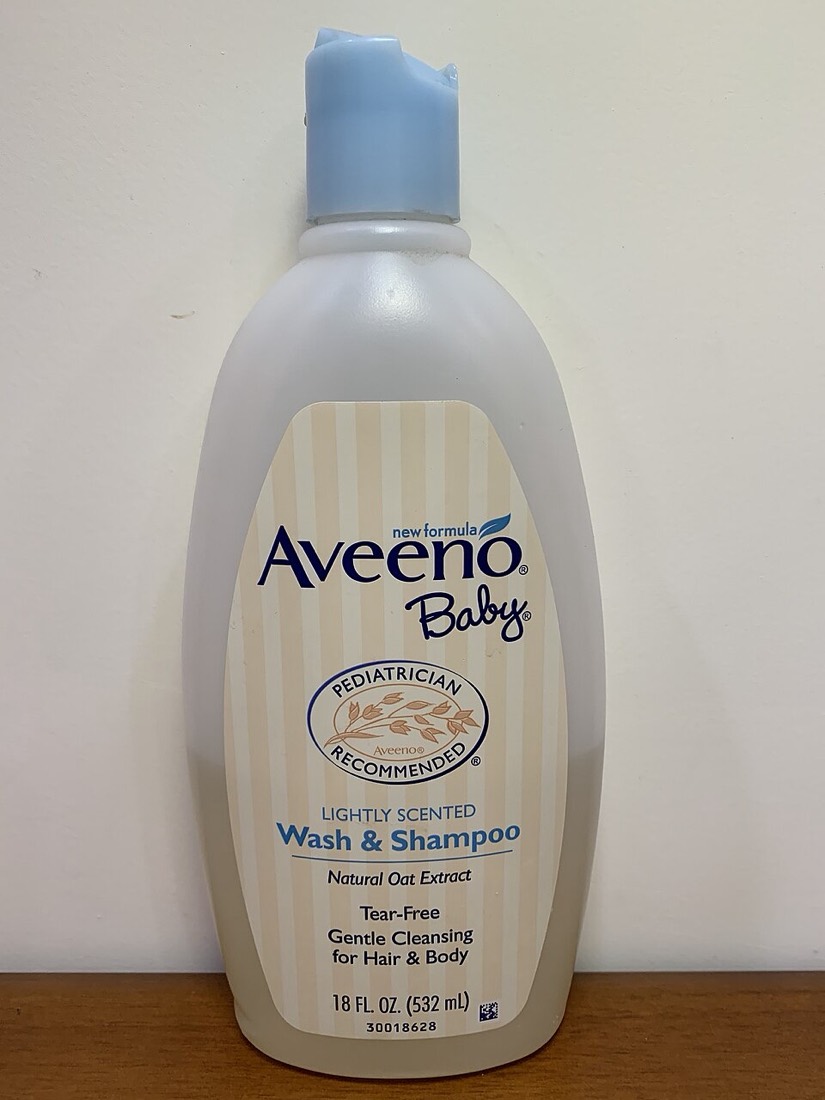 new formula
AVEENO®
Baby®
PEDIATRICIAN
Aveeno®
RECOMMENDED®
LIGHTLY SCENTED
Wash & Shampoo
Natural Oat Extract
Tear-Free
Gentle Cleansing
for Hair & Body
18 FL. OZ. (532 mL)
30018628